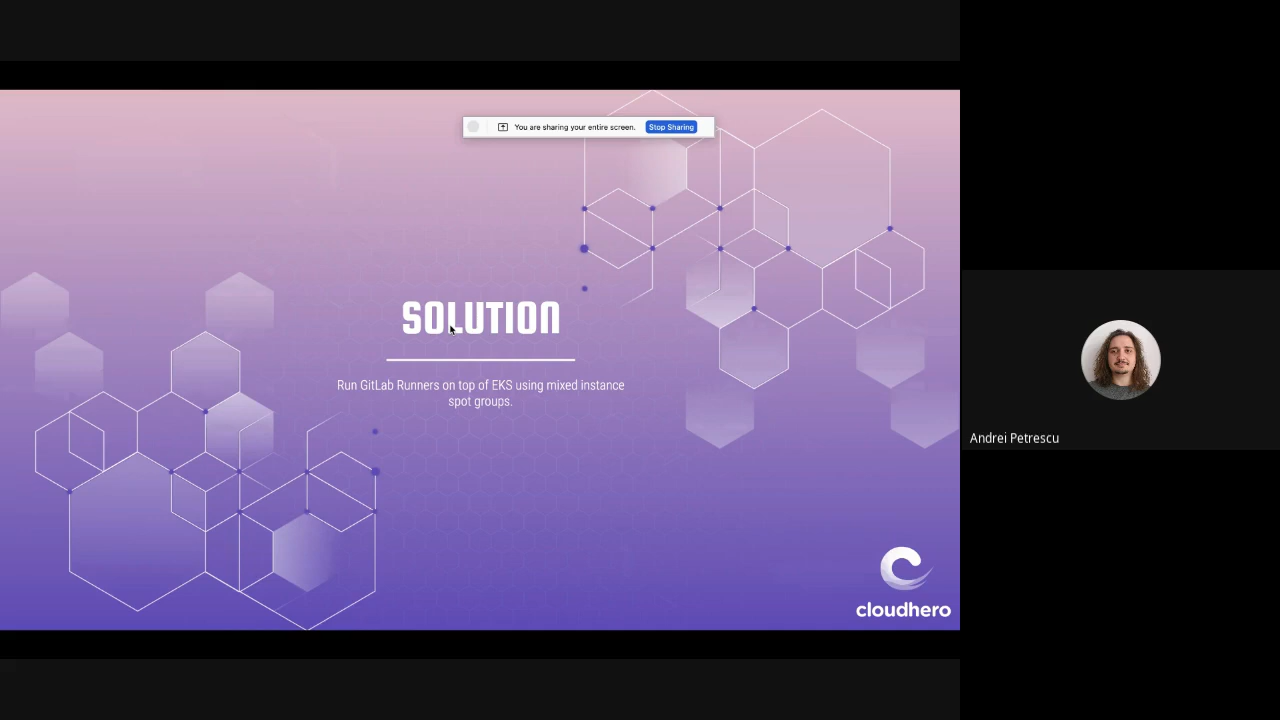 You are sharing your entire screen. Stop Sharing
SOLUTION
Run GitLab Runners on top of EKS using mixed instance
spot groups.
Andrei Petrescu
cloudhero